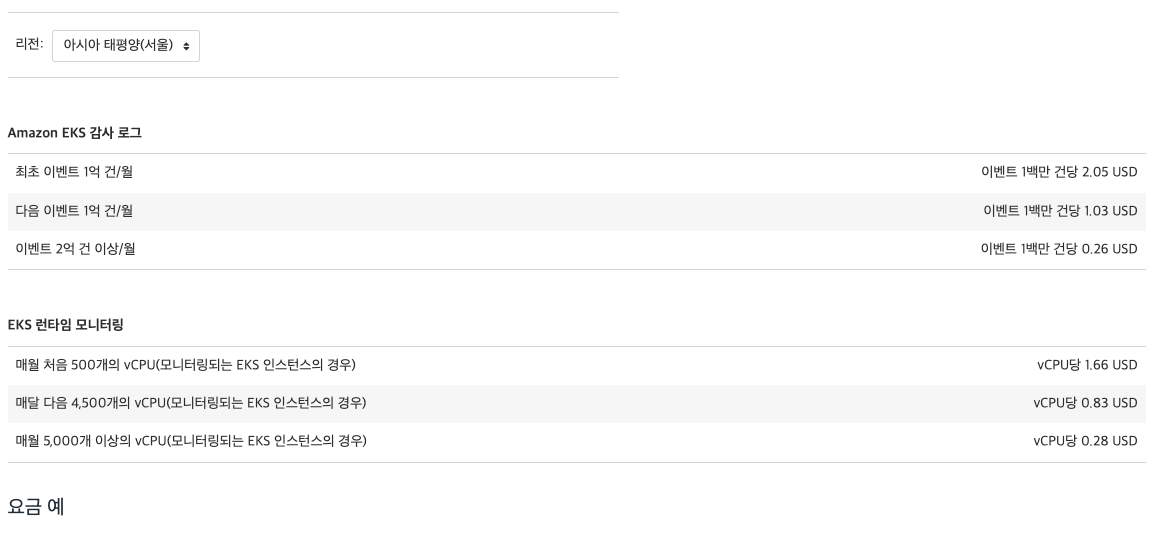 리전: 아시아 태평양(서울)
Amazon EKS 감사 로그
최초 이벤트 1억 건/월 이벤트 1백만 건당 2.05 USD
다음 이벤트 1억 건/월 이벤트 1백만 건당 1.03 USD
이벤트 2억 건 이상/월 이벤트 1백만 건당 0.26 USD
EKS 런타임 모니터링
매월 처음 500개의 vCPU(모니터링되는 EKS 인스턴스의 경우) vCPU당 1.66 USD
매달 다음 4,500개의 vCPU(모니터링되는 EKS 인스턴스의 경우) vCPU당 0.83 USD
매월 5,000개 이상의 vCPU(모니터링되는 EKS 인스턴스의 경우) vCPU당 0.28 USD
요금 예